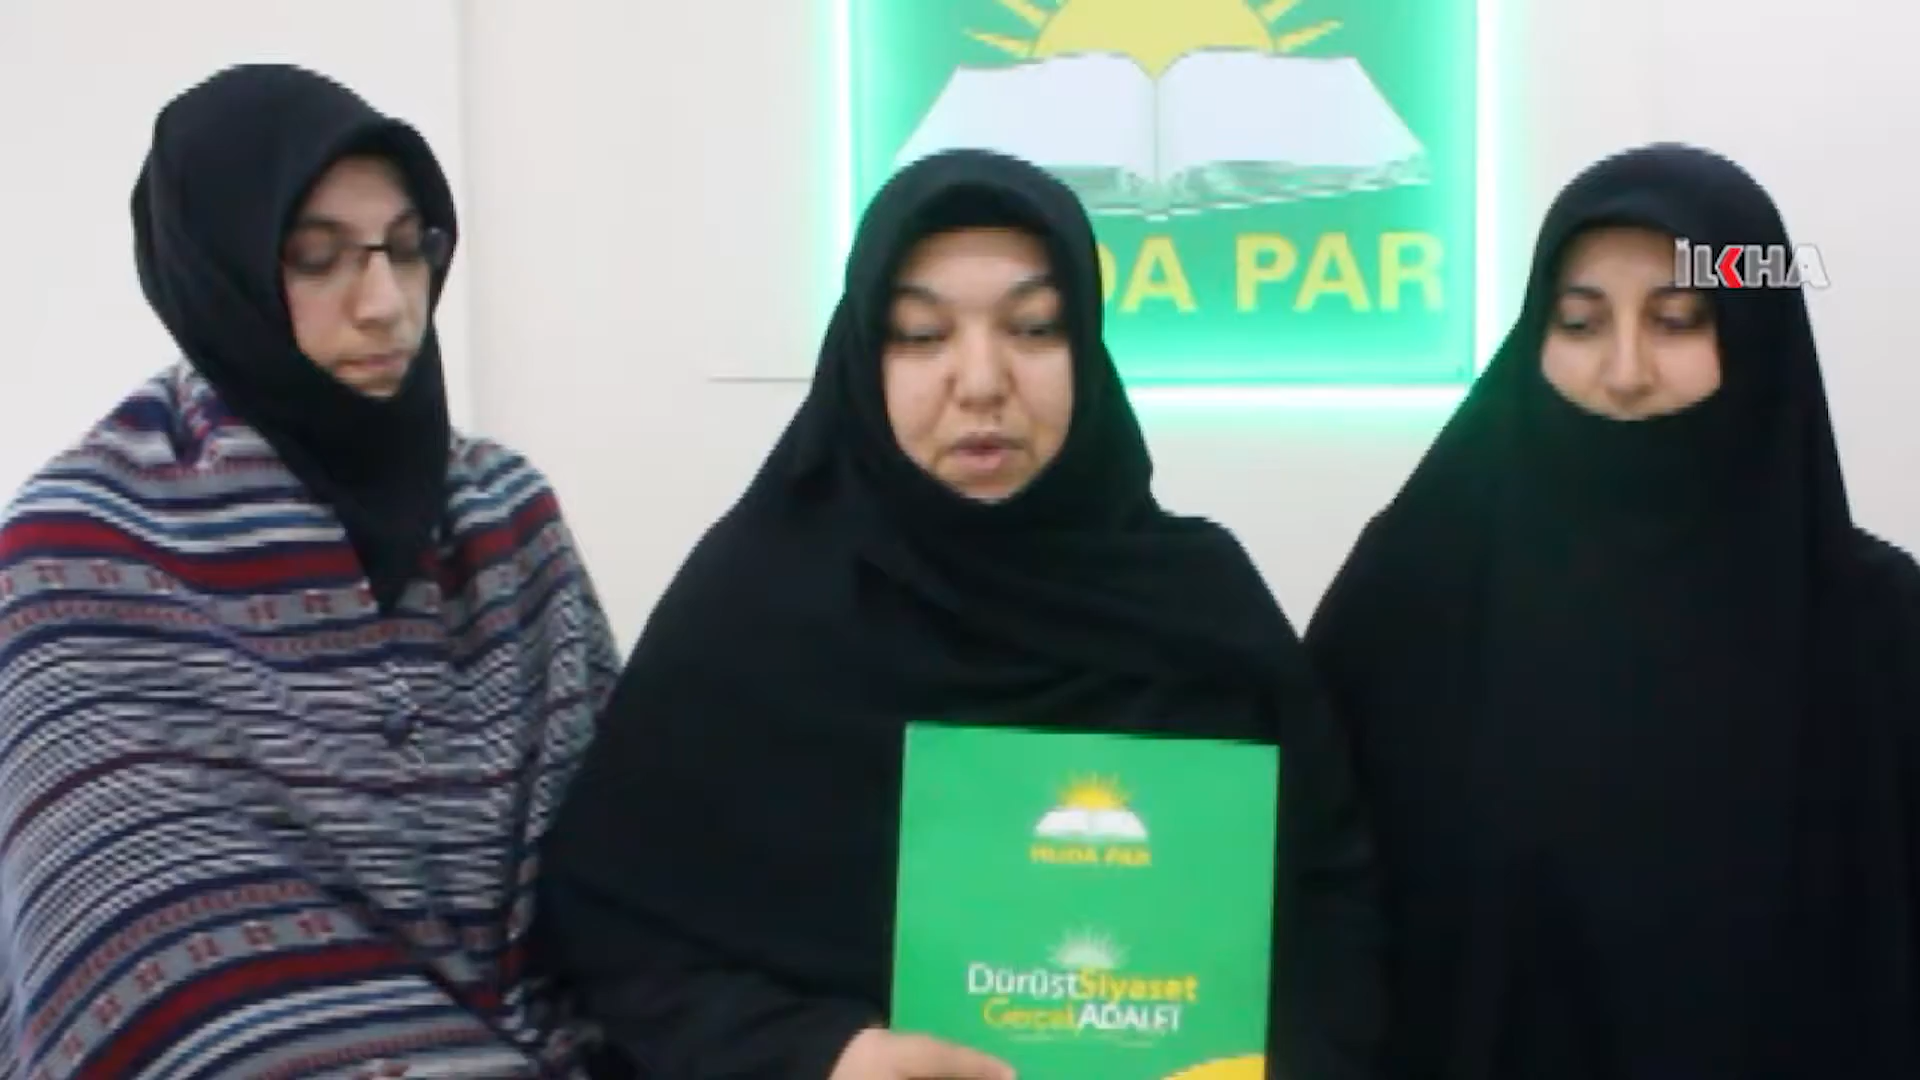 DA PAR
İLKHA
HUDA PAR
DürüstSiyaset
GerçekADALET